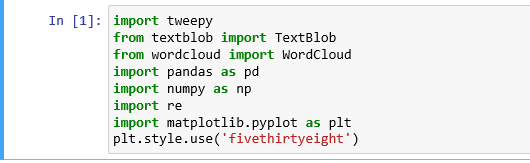 In [1]: import tweepy
from textblob import TextBlob
from wordcloud import WordCloud
import pandas as pd
import numpy as np
import re
import matplotlib.pyplot as plt
plt.style.use('fivethirtyeight')